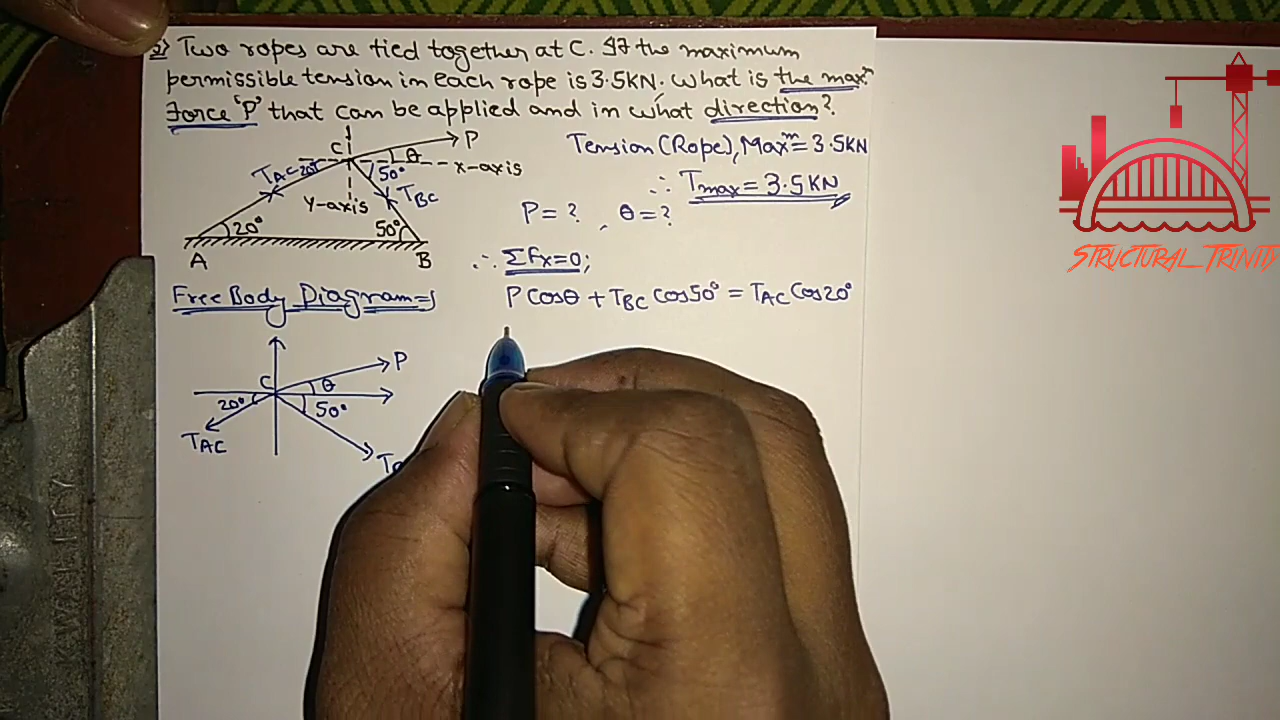 Q) Two ropes are tied together at C. If the maximum
permissible tension in each rope is 3.5KN, what is the maxm
Force 'P' that can be applied and in what direction?
C P
θ
x-axis
TAC 20° 50°
TBC
Y-axis
20° 50°
A B
Tension (Rope), Maxm = 3.5KN
∴ Tmax = 3.5KN
P = ? , θ = ?
∴ ΣFx=0;
P Cosθ + TBC Cos50° = TAC Cos20°
Free Body Diagram ⇒
C P
θ
20° 50°
TAC
KWALITY
STRUCTURAL_TRINITY